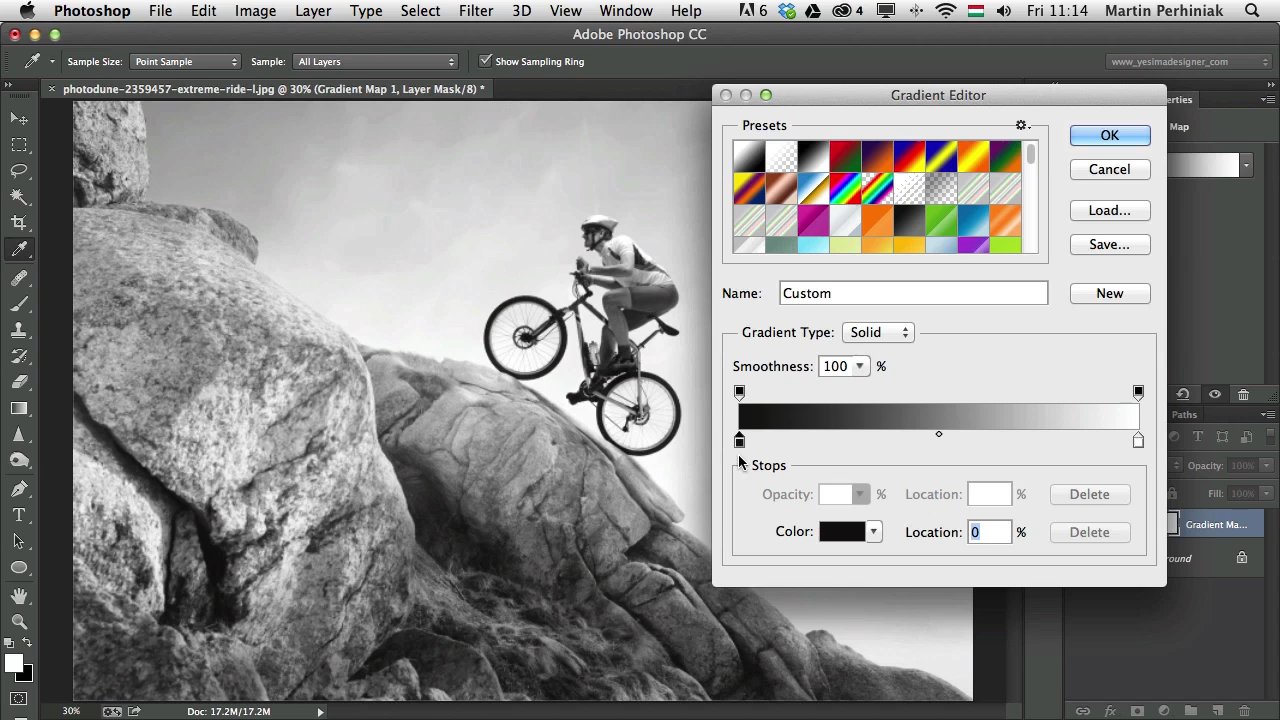 Photoshop File Edit Image Layer Type Select Filter 3D View Window Help 6 4 Fri 11:14 Martin Perhiniak
Adobe Photoshop CC
Sample Size: Point Sample Sample: All Layers Show Sampling Ring www_yesimadesigner_com
photodune-2359457-extreme-ride-l.jpg @ 30% (Gradient Map 1, Layer Mask/8) *
Gradient Editor
erties
Presets
Map
OK
Cancel
Load...
Save...
Name: Custom New
Gradient Type: Solid
Smoothness: 100 %
Paths
Stops
Opacity: % Location: % Delete
Opacity: 100%
Fill: 100%
Color: Location: 0 % Delete
Gradient Ma...
round
30% Doc: 17.2M/17.2M
fx